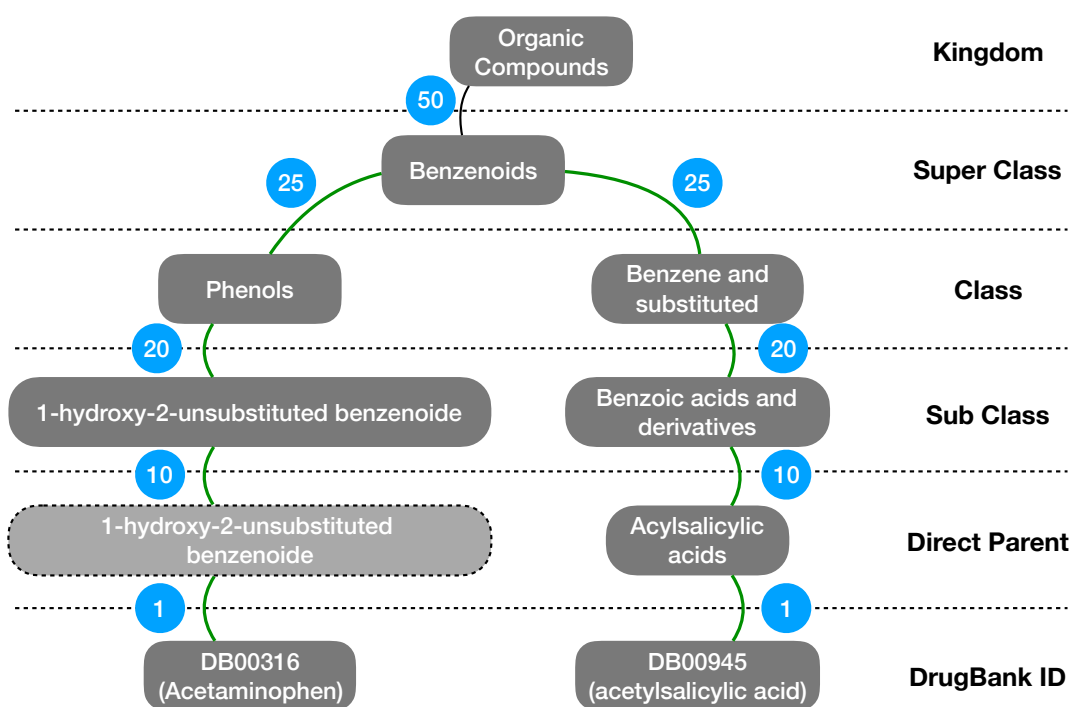 Organic
Compounds
Kingdom
50
Benzenoids
Super Class
25
25
Phenols
Benzene and
substituted
Class
20
20
1-hydroxy-2-unsubstituted benzenoide
Benzoic acids and
derivatives
Sub Class
10
10
1-hydroxy-2-unsubstituted
benzenoide
Acylsalicylic
acids
Direct Parent
1
1
DB00316
(Acetaminophen)
DB00945
(acetylsalicylic acid)
DrugBank ID